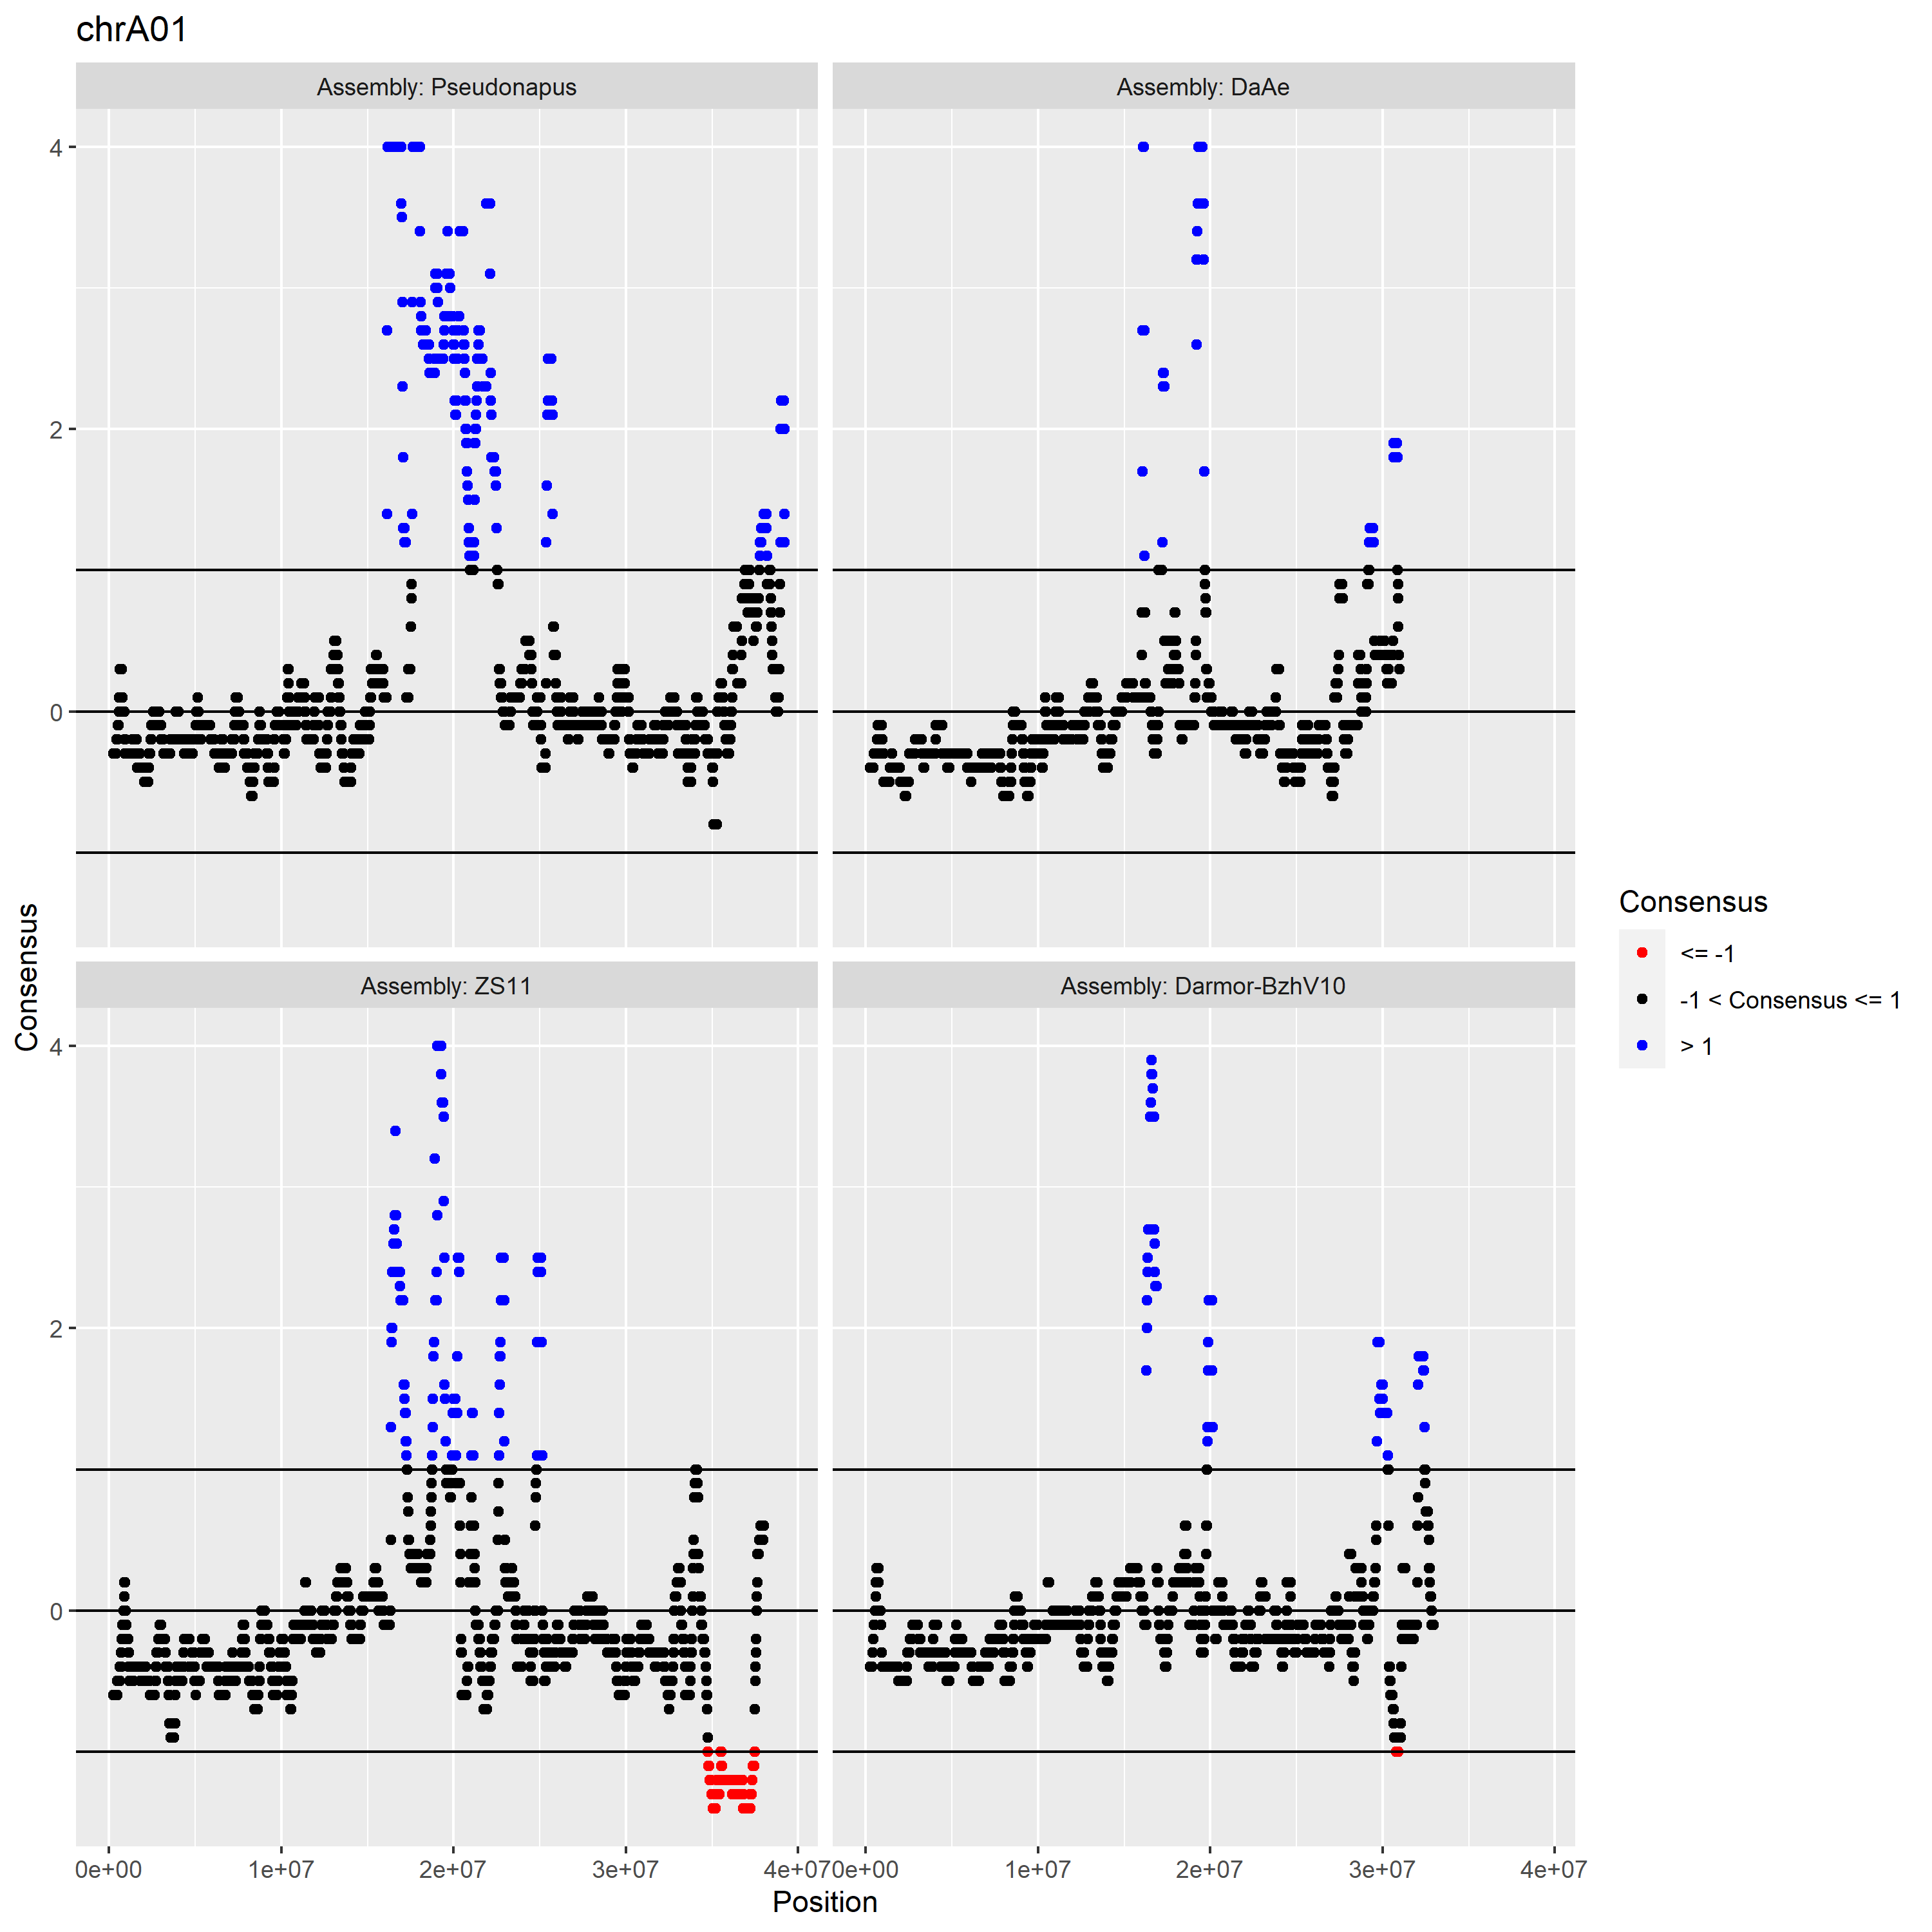 chrA01
Assembly: Pseudonapus
Assembly: DaAe
4
2
0
Consensus
Assembly: ZS11
Assembly: Darmor-BzhV10
4
2
0
0e+00 1e+07 2e+07 3e+07 4e+07 0e+00 1e+07 2e+07 3e+07 4e+07
Position
Consensus
<= -1
-1 < Consensus <= 1
> 1